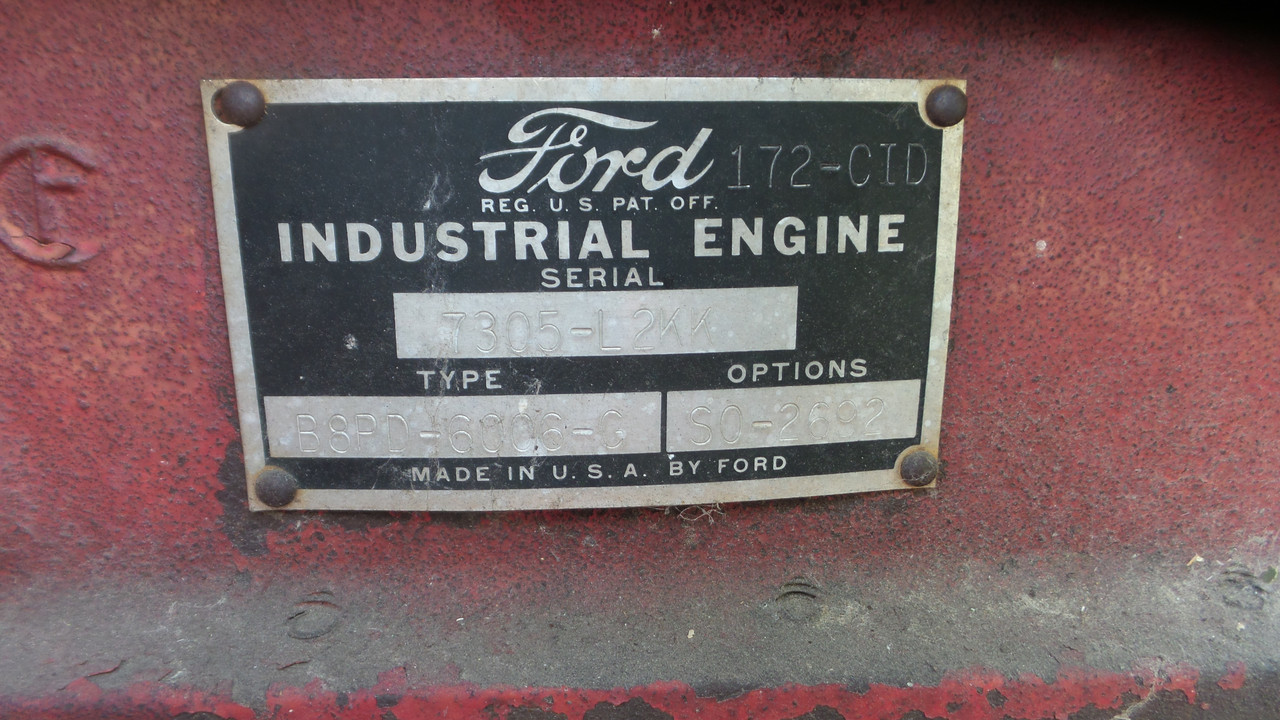 Ford 172-CID
REG. U. S. PAT. OFF.
INDUSTRIAL ENGINE
SERIAL
7305-L2KK
TYPE OPTIONS
B8PD-6006-G SO-2692
MADE IN U. S. A. BY FORD